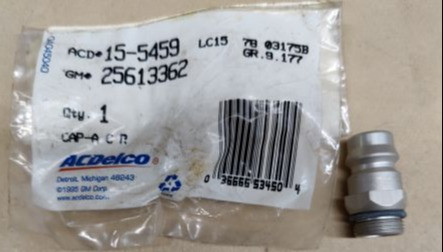 ACD# 15-5459 LC15 7B 03175B
GM# 25613362 GR.9.177
Qty. 1
CAP-A C R
ACDelco
Detroit, Michigan 48243
©1995 GM Corp.
www.acdelco.com
0 36666 53450 4